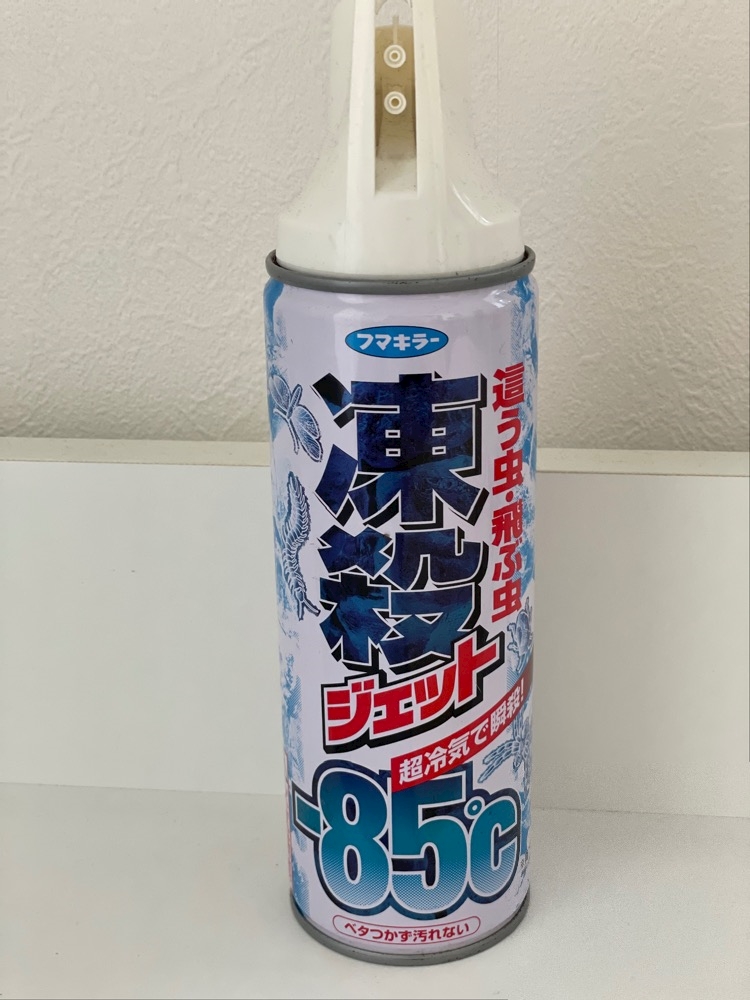 フマキラー
這う虫・飛ぶ虫
凍殺
ジェット
超冷気で瞬殺!
-85℃
ベタつかず汚れない